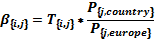 β{i,j} = T{i,j} * P{j,country} / P{j,europe}